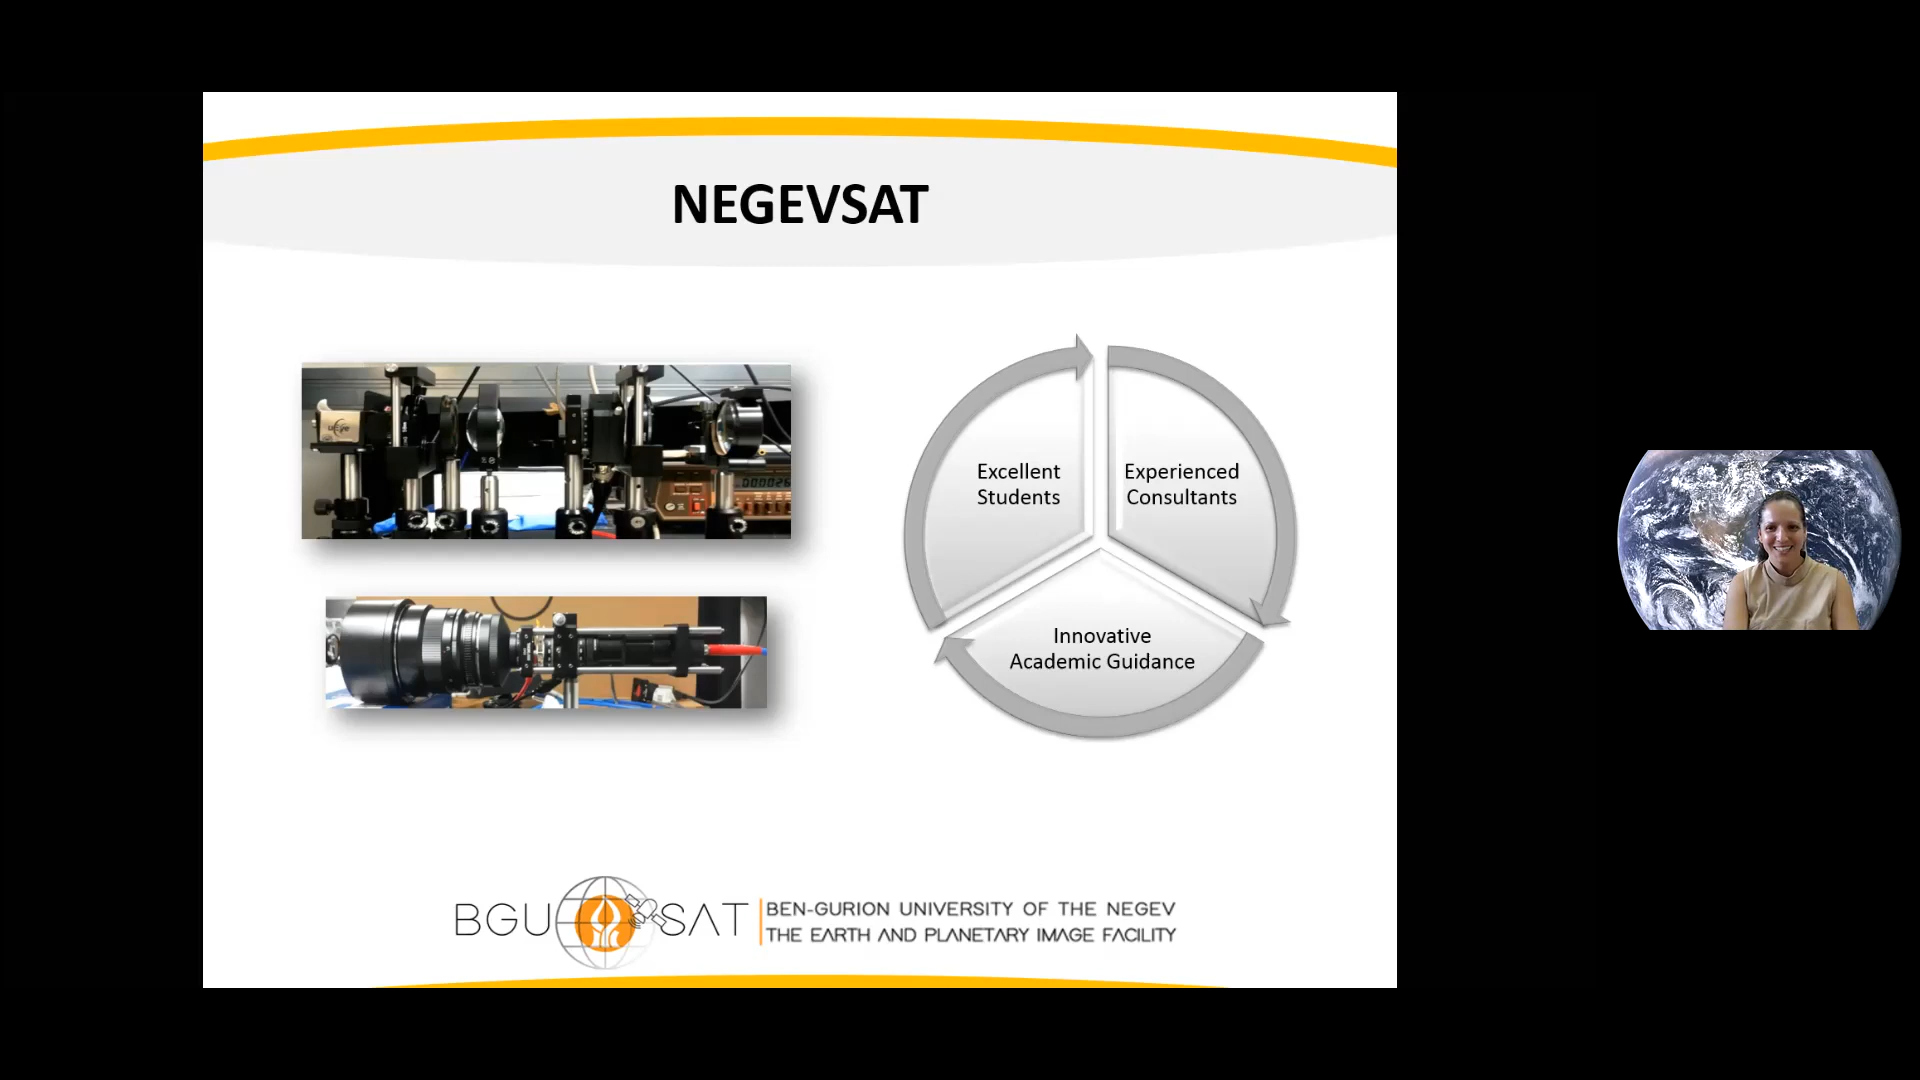 NEGEVSAT
Excellent
Students
Experienced
Consultants
Innovative
Academic Guidance
BGU SAT
BEN-GURION UNIVERSITY OF THE NEGEV
THE EARTH AND PLANETARY IMAGE FACILITY